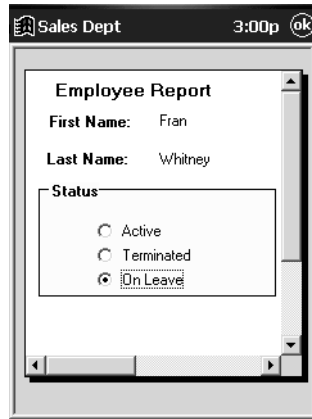 Sales Dept 3:00p ok
Employee Report
First Name: Fran
Last Name: Whitney
Status
Active
Terminated
On Leave